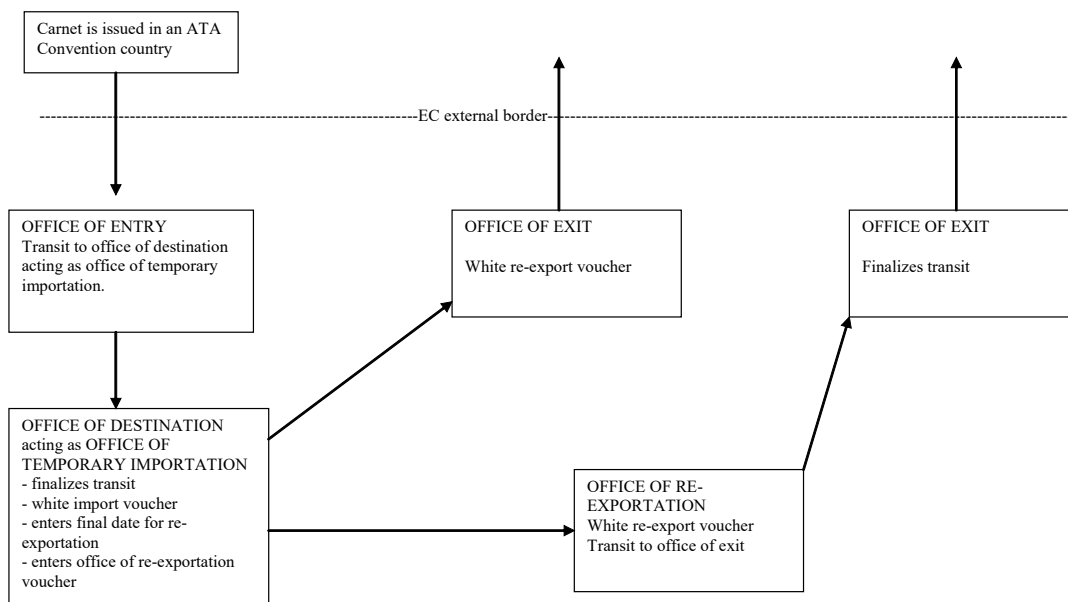 Carnet is issued in an ATA
Convention country
EC external border
OFFICE OF ENTRY
Transit to office of destination
acting as office of temporary
importation.
OFFICE OF EXIT
White re-export voucher
OFFICE OF EXIT
Finalizes transit
OFFICE OF DESTINATION
acting as OFFICE OF
TEMPORARY IMPORTATION
- finalizes transit
- white import voucher
- enters final date for re-
exportation
- enters office of re-exportation
voucher
OFFICE OF RE-
EXPORTATION
White re-export voucher
Transit to office of exit